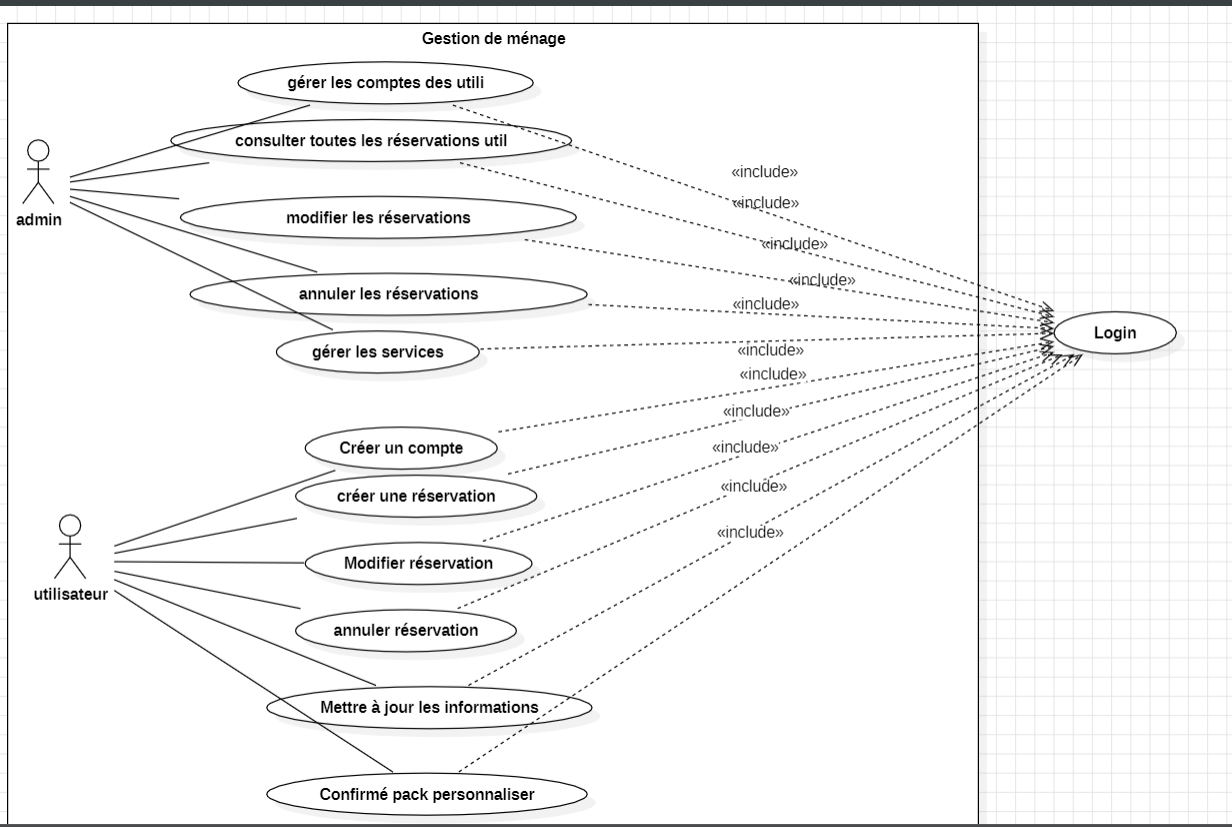 Gestion de ménage
gérer les comptes des utili
consulter toutes les réservations util
«include»
«include»
admin
modifier les réservations
«include»
«include»
annuler les réservations
«include»
Login
gérer les services
«include»
«include»
«include»
Créer un compte
«include»
créer une réservation
«include»
«include»
Modifier réservation
utilisateur
annuler réservation
Mettre à jour les informations
Confirmé pack personnaliser